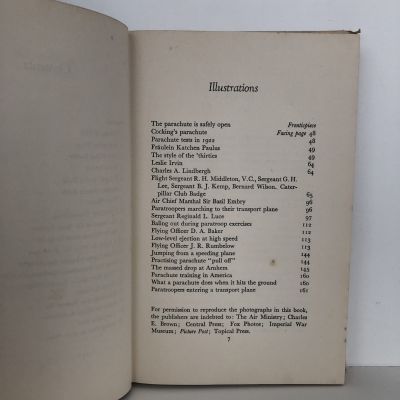 Illustrations
The parachute is safely open Frontispiece
Cocking's parachute Facing page 48
Parachute tests in 1922 48
Fräulein Katchen Paulus 49
The style of the 'thirties 49
Leslie Irvin 64
Charles A. Lindbergh 64
Flight Sergeant R. H. Middleton, V.C., Sergeant G. H.
Lee, Sergeant B. J. Kemp, Bernard Wilson. Cater-
pillar Club Badge 65
Air Chief Marshal Sir Basil Embry 96
Paratroopers marching to their transport plane 96
Sergeant Reginald L. Luce 97
Baling out during paratroop exercises 112
Flying Officer D. A. Baker 112
Low-level ejection at high speed 113
Flying Officer J. R. Rumbelow 113
Jumping from a speeding plane 144
Practising parachute "pull off" 144
The massed drop at Arnhem 145
Parachute training in America 160
What a parachute does when it hits the ground 160
Paratroopers entering a transport plane 161
For permission to reproduce the photographs in this book,
the publishers are indebted to: The Air Ministry; Charles
E. Brown; Central Press; Fox Photos; Imperial War
Museum; Picture Post; Topical Press.
7